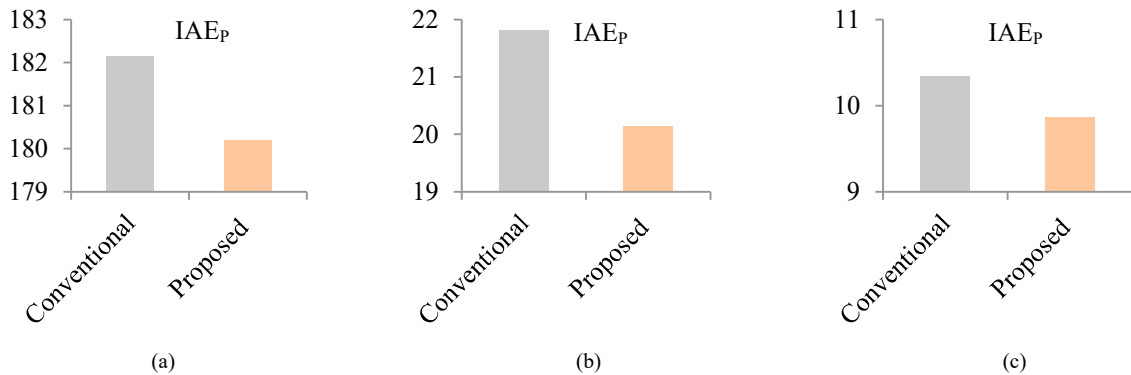 IAEP
183
182
181
180
179
Conventional
Proposed
(a)
IAEP
22
21
20
19
Conventional
Proposed
(b)
IAEP
11
10
9
Conventional
Proposed
(c)